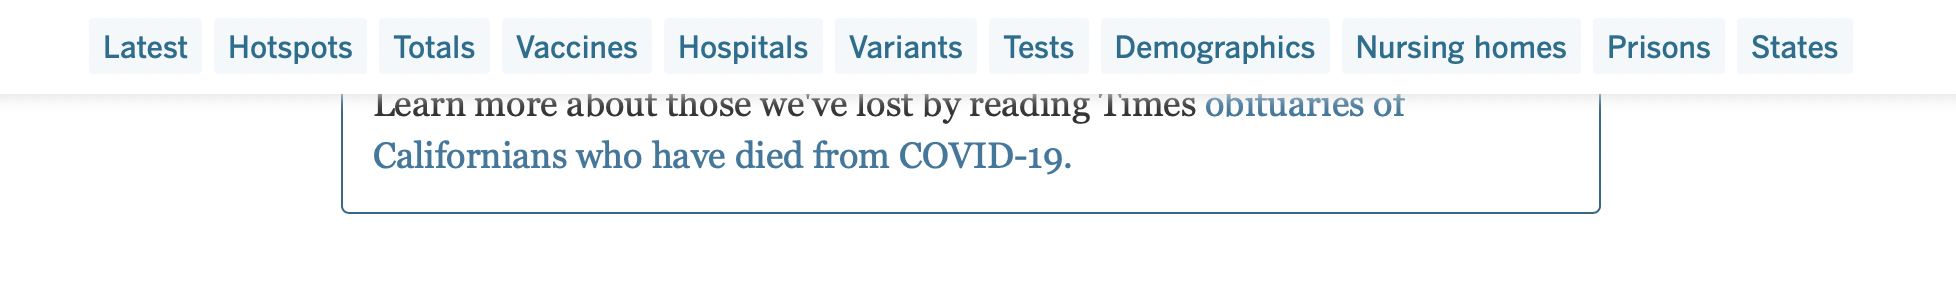 Latest Hotspots Totals Vaccines Hospitals Variants Tests Demographics Nursing homes Prisons States
Learn more about those we've lost by reading Times obituaries of
Californians who have died from COVID-19.